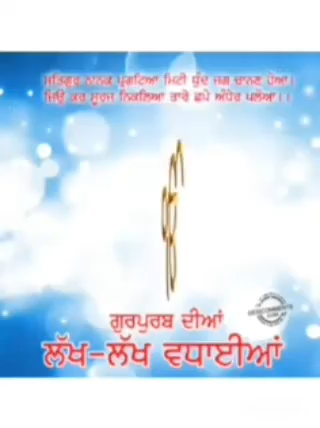 ਸਤਿਗੁਰ ਨਾਨਕ ਪ੍ਰਗਟਿਆ ਮਿਟੀ ਧੁੰਦ ਜਗ ਚਾਨਣ ਹੋਆ।
ਜਿਉਂ ਕਰ ਸੂਰਜ ਨਿਕਲਿਆ ਤਾਰੇ ਛਪੇ ਅੰਧੇਰ ਪਲੋਆ।।
ਗੁਰਪੁਰਬ ਦੀਆਂ
ਲੱਖ-ਲੱਖ ਵਧਾਈਆਂ